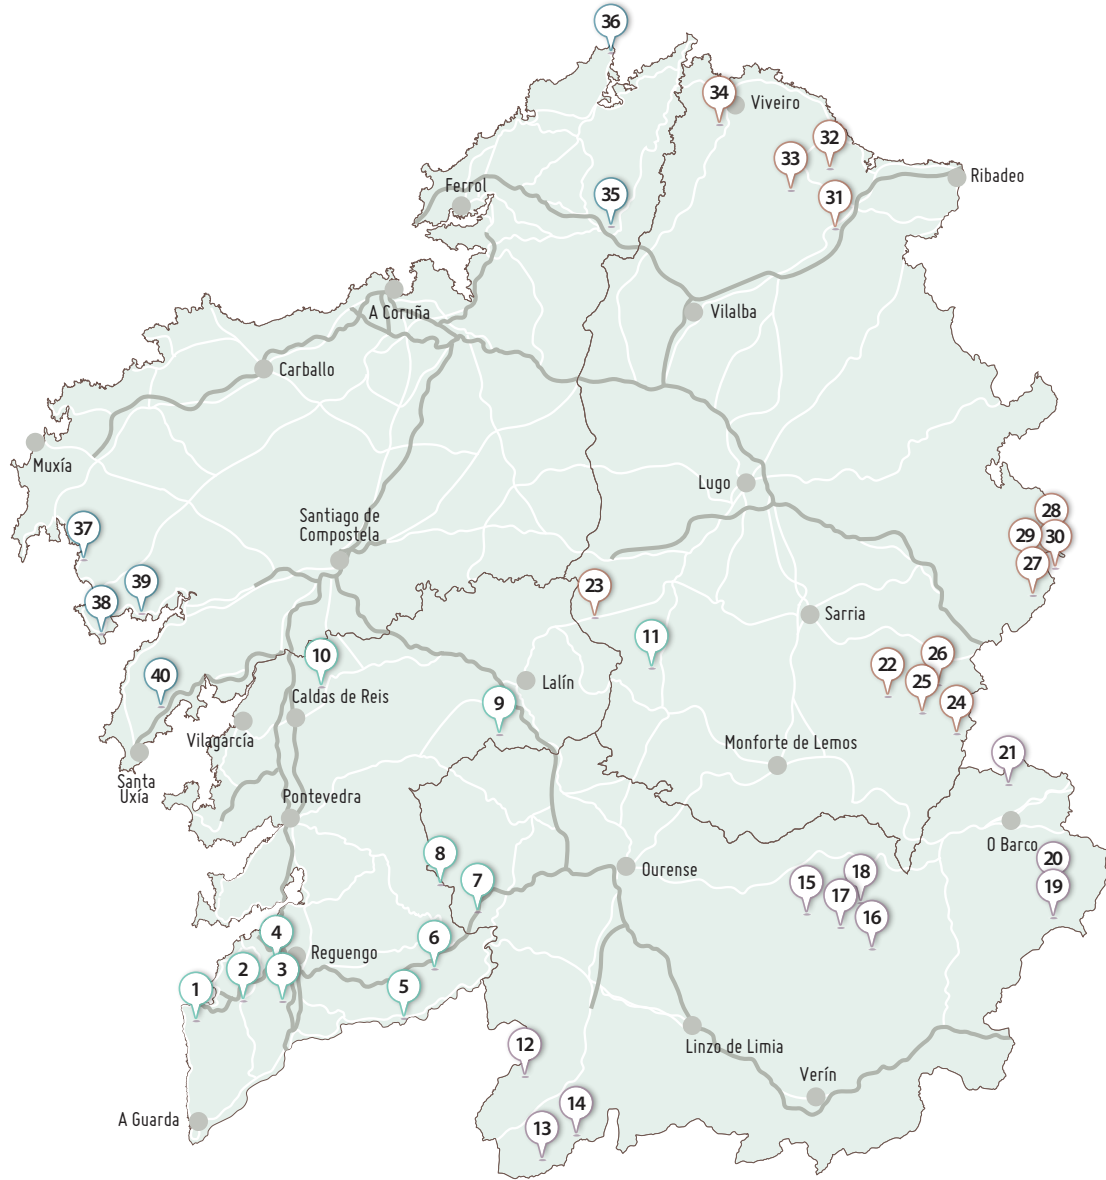 36
34
Viveiro
32
33
Ribadeo
Ferrol
35
31
A Coruña
Vilalba
Carballo
Muxía
Lugo
Santiago de
Compostela
28
37
29
30
27
39
23
38
Sarria
11
10
26
22
40
Lalín
25
Caldas de Reis
9
24
Vilagarcía
Monforte de Lemos
Santa
Uxía
21
Pontevedra
O Barco
8
20
Ourense
7
15
18
19
17
16
4
6
Reguengo
2
3
1
5
12
Linzo de Limia
Verín
14
A Guarda
13